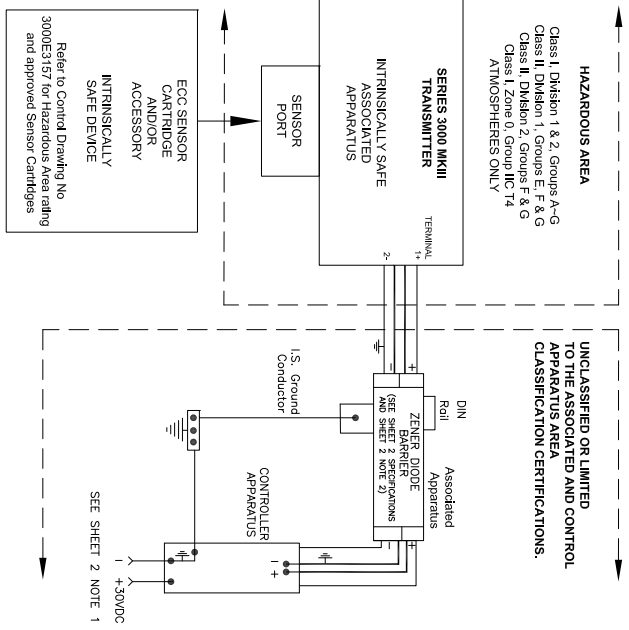 HAZARDOUS AREA
Class I, Division 1 & 2, Groups A~G
Class II, Division 1, Groups E, F & G
Class II, Division 2, Groups F & G
Class I, Zone 0, Group IIC T4
ATMOSPHERES ONLY
SERIES 3000 MKIII
TRANSMITTER
INTRINSICALLY SAFE
ASSOCIATED
APPARATUS
TERMINAL
1+
2-
SENSOR
PORT
ECC SENSOR
CARTRIDGE
AND/OR
ACCESSORY
INTRINSICALLY
SAFE DEVICE
Refer to Control Drawing No
3000E3157 for Hazardous Area rating
and approved Sensor Cartridges
UNCLASSIFIED OR LIMITED
TO THE ASSOCIATED AND CONTROL
APPARATUS AREA
CLASSIFICATION CERTIFICATIONS.
DIN
Rail
Associated
Apparatus
+
+
ZENER DIODE
BARRIER
(SEE SHEET 2 SPECIFICATIONS
AND SHEET 2 NOTE 2)
-
-
I.S. Ground
Conductor
CONTROLLER
APPARATUS
- +
- +30VDC
SEE SHEET 2 NOTE 1